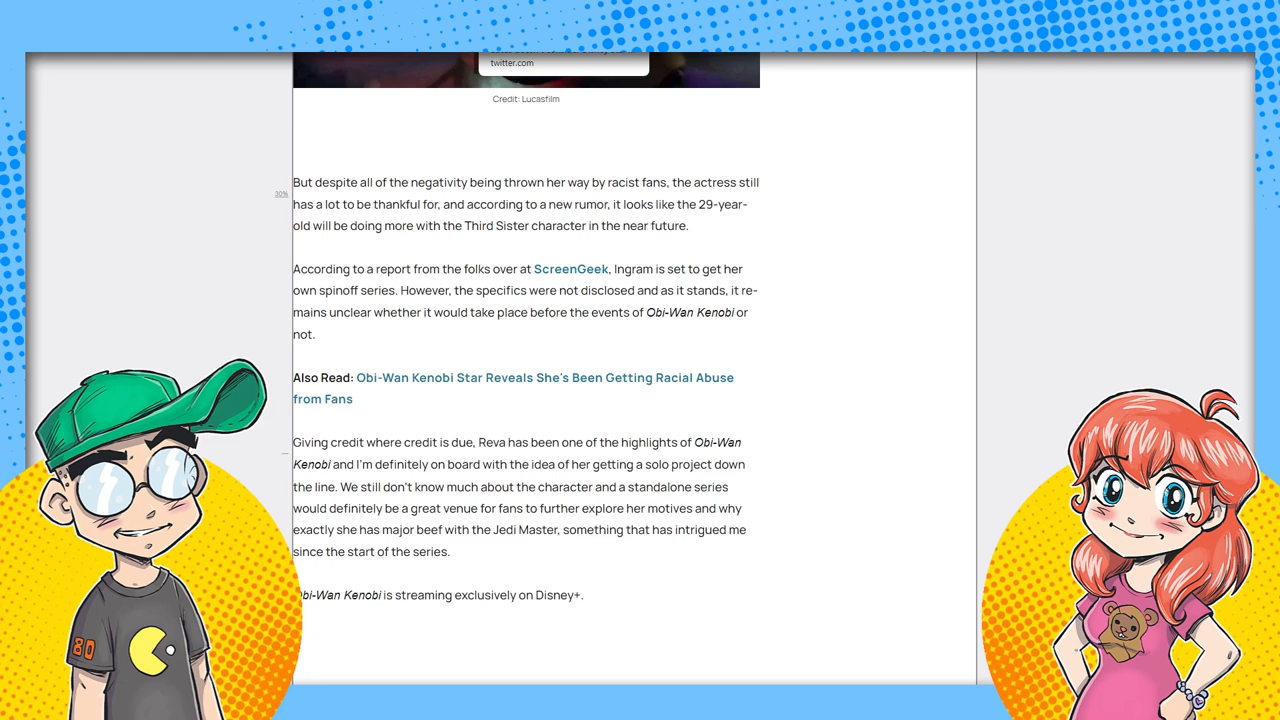 twitter.com
Credit: Lucasfilm
But despite all of the negativity being thrown her way by racist fans, the actress still
30%
has a lot to be thankful for, and according to a new rumor, it looks like the 29-year-
old will be doing more with the Third Sister character in the near future.
According to a report from the folks over at ScreenGeek, Ingram is set to get her
own spinoff series. However, the specifics were not disclosed and as it stands, it re-
mains unclear whether it would take place before the events of Obi-Wan Kenobi or
not.
Also Read: Obi-Wan Kenobi Star Reveals She's Been Getting Racial Abuse
from Fans
Giving credit where credit is due, Reva has been one of the highlights of Obi-Wan
Kenobi and I'm definitely on board with the idea of her getting a solo project down
the line. We still don't know much about the character and a standalone series
would definitely be a great venue for fans to further explore her motives and why
exactly she has major beef with the Jedi Master, something that has intrigued me
since the start of the series.
bi-Wan Kenobi is streaming exclusively on Disney+.
80